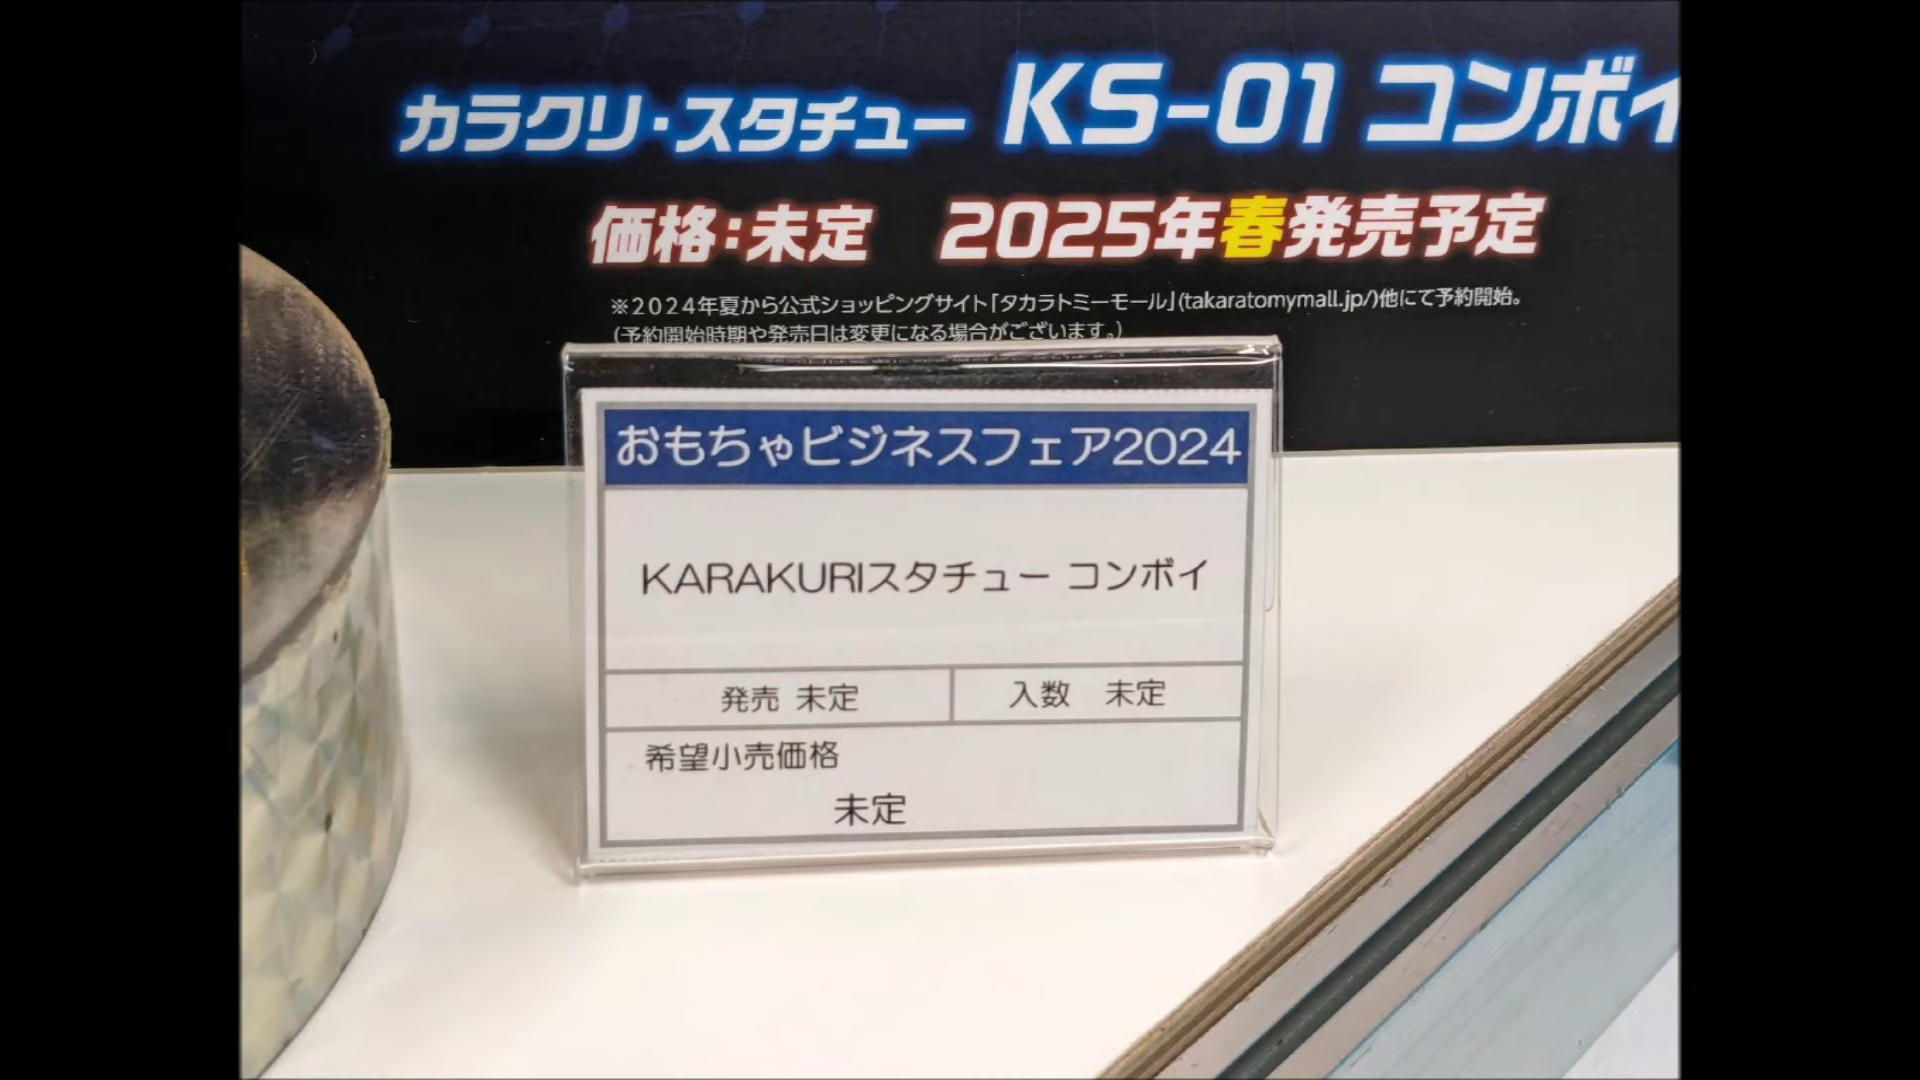 カラクリ・スタチュー KS-01 コンボイ
価格:未定 2025年春発売予定
※2024年夏から公式ショッピングサイト「タカラトミーモール」(takaratomymall.jp/)他にて予約開始。
(予約開始時期や発売日は変更になる場合がございます。)
おもちゃビジネスフェア2024
KARAKURIスタチュー コンボイ
発売 未定 入数 未定
希望小売価格
未定